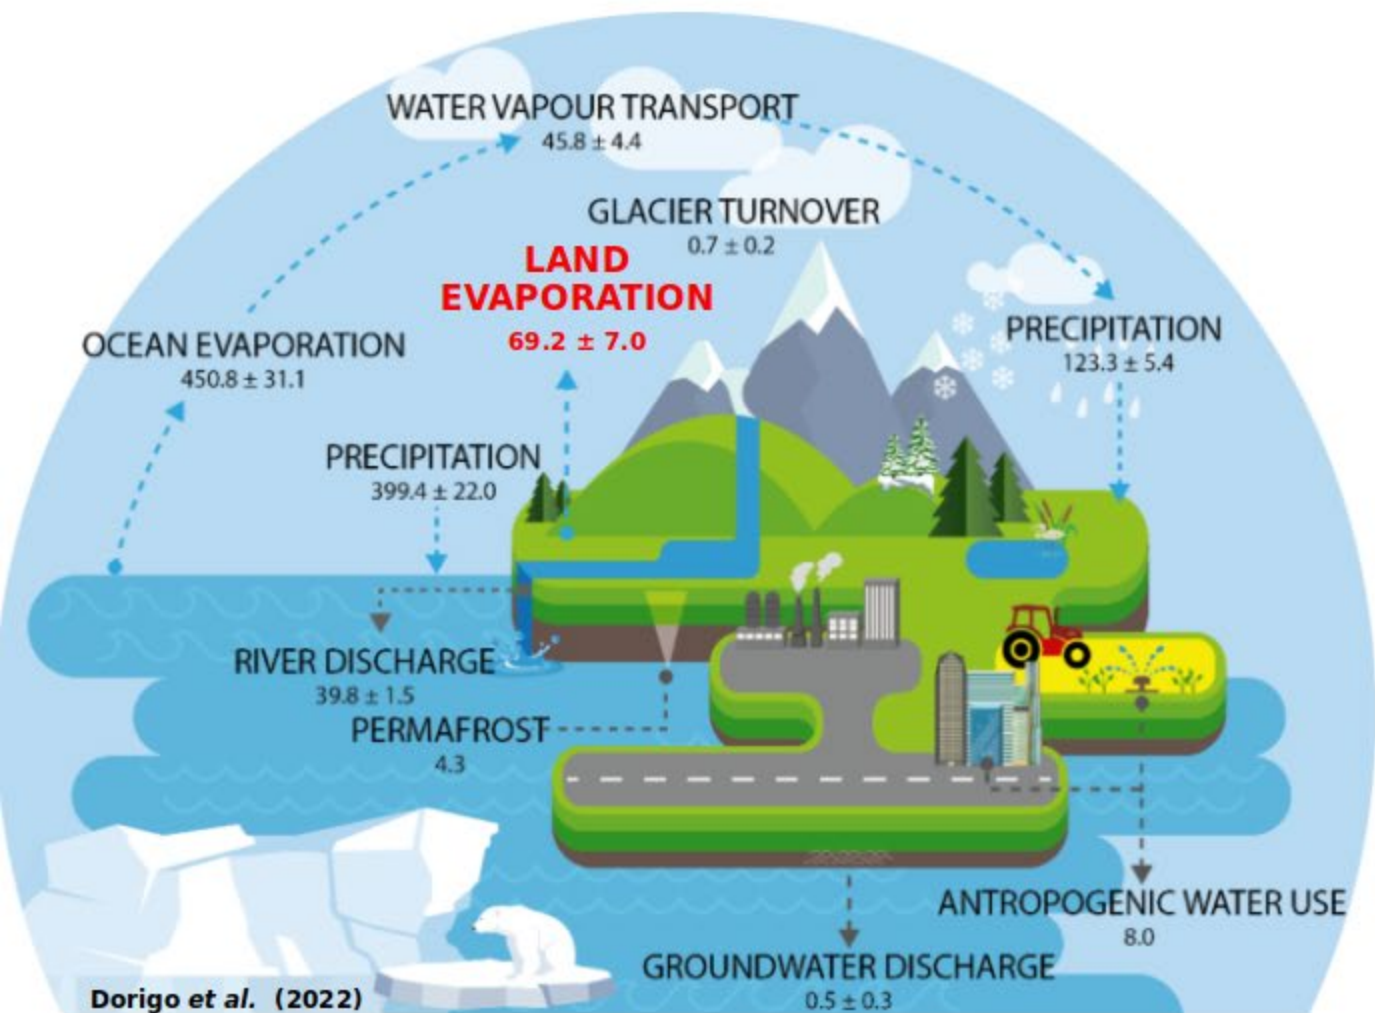 WATER VAPOUR TRANSPORT
45.8 ± 4.4
GLACIER TURNOVER
0.7 ± 0.2
LAND
EVAPORATION
69.2 ± 7.0
OCEAN EVAPORATION
450.8 ± 31.1
PRECIPITATION
123.3 ± 5.4
PRECIPITATION
399.4 ± 22.0
RIVER DISCHARGE
39.8 ± 1.5
PERMAFROST
4.3
ANTROPOGENIC WATER USE
8.0
GROUNDWATER DISCHARGE
0.5 ± 0.3
Dorigo et al. (2022)